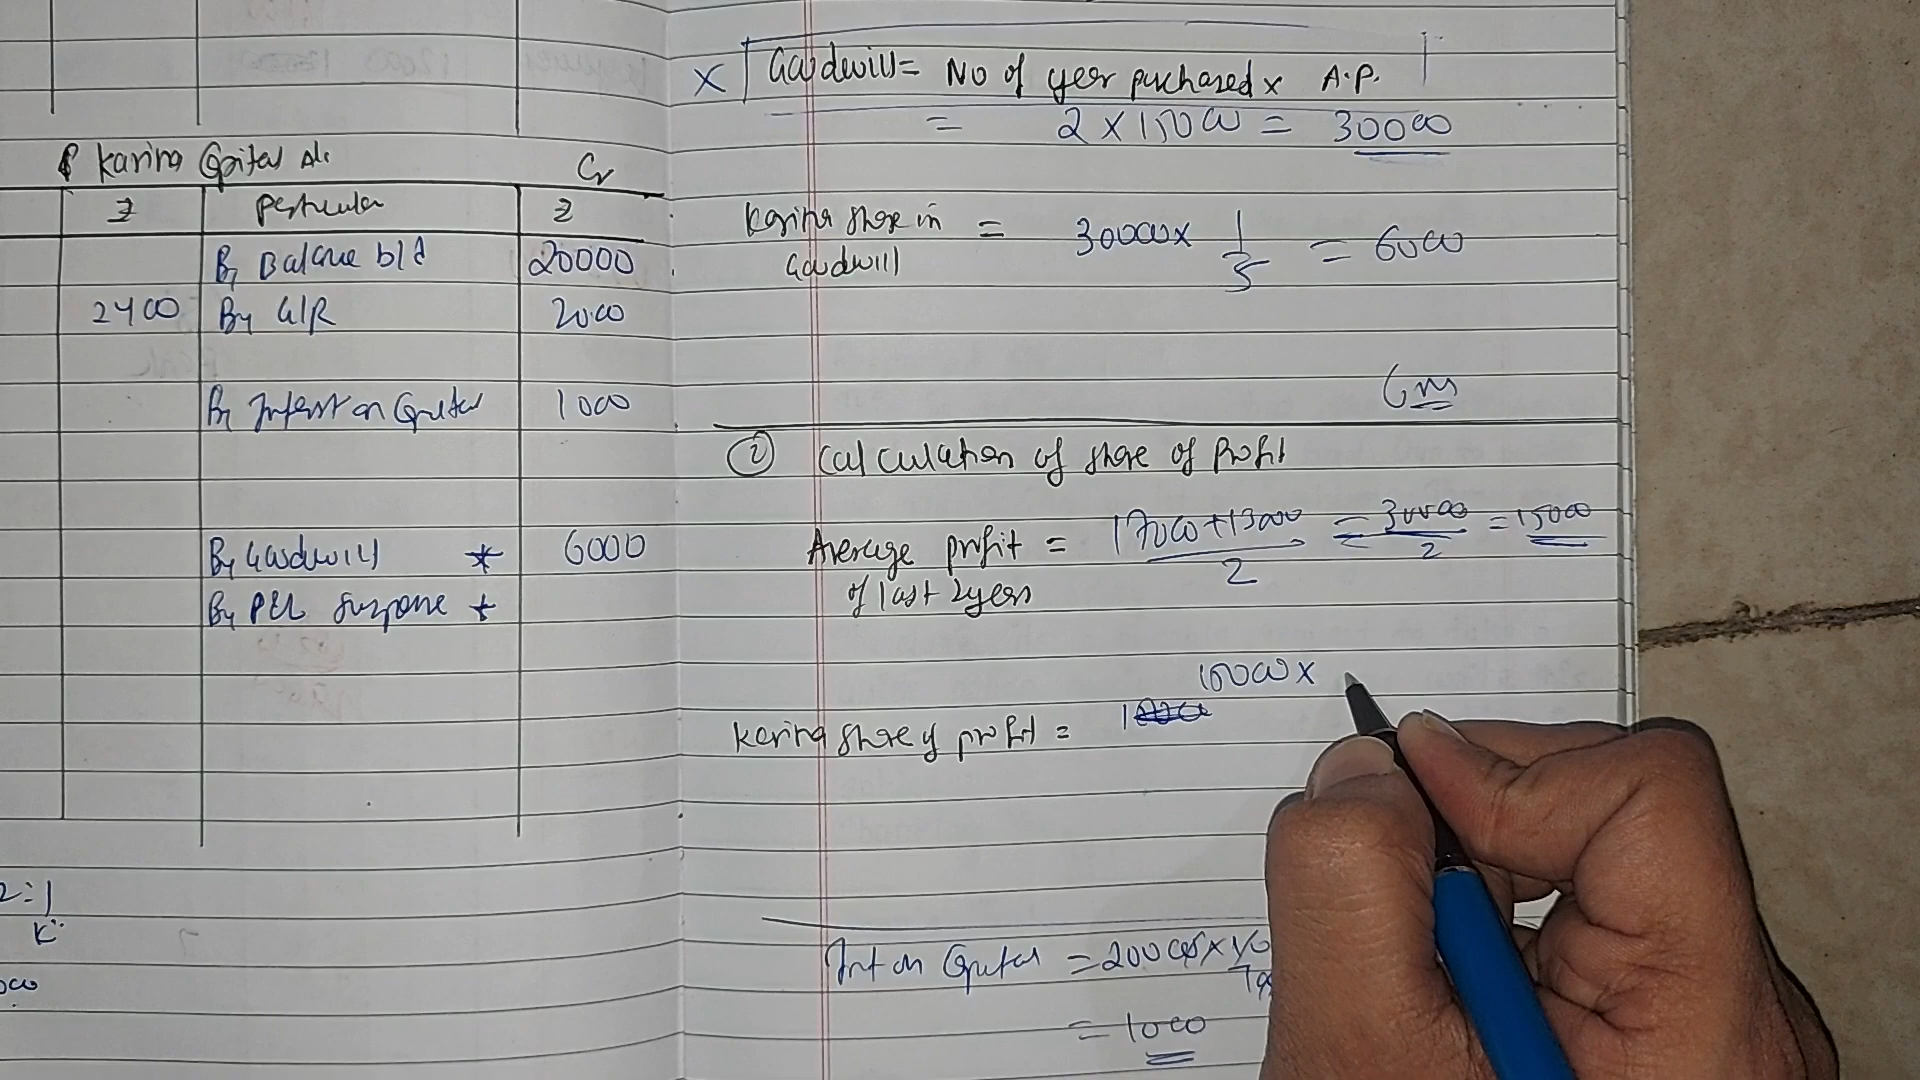 Karina Capital A/c
Cr
₹ Particular ₹
By Balance b/d 20000
2400 By G/R 2000
By Interest on Capital 1000
By Goodwill * 6000
By P&L Suspense *
2:1
K
X Goodwill = No of year purchased x A.P.
= 2 x 15000 = 30000
Karina share in Goodwill = 30000 x 1/5 = 6000
6m
② Calculation of share of Profit
Average profit of last 2 years = 17000+13000 / 2 = 30000 / 2 = 15000
15000 x
Karina share of profit =
Int on Capital = 20000 x
= 1000